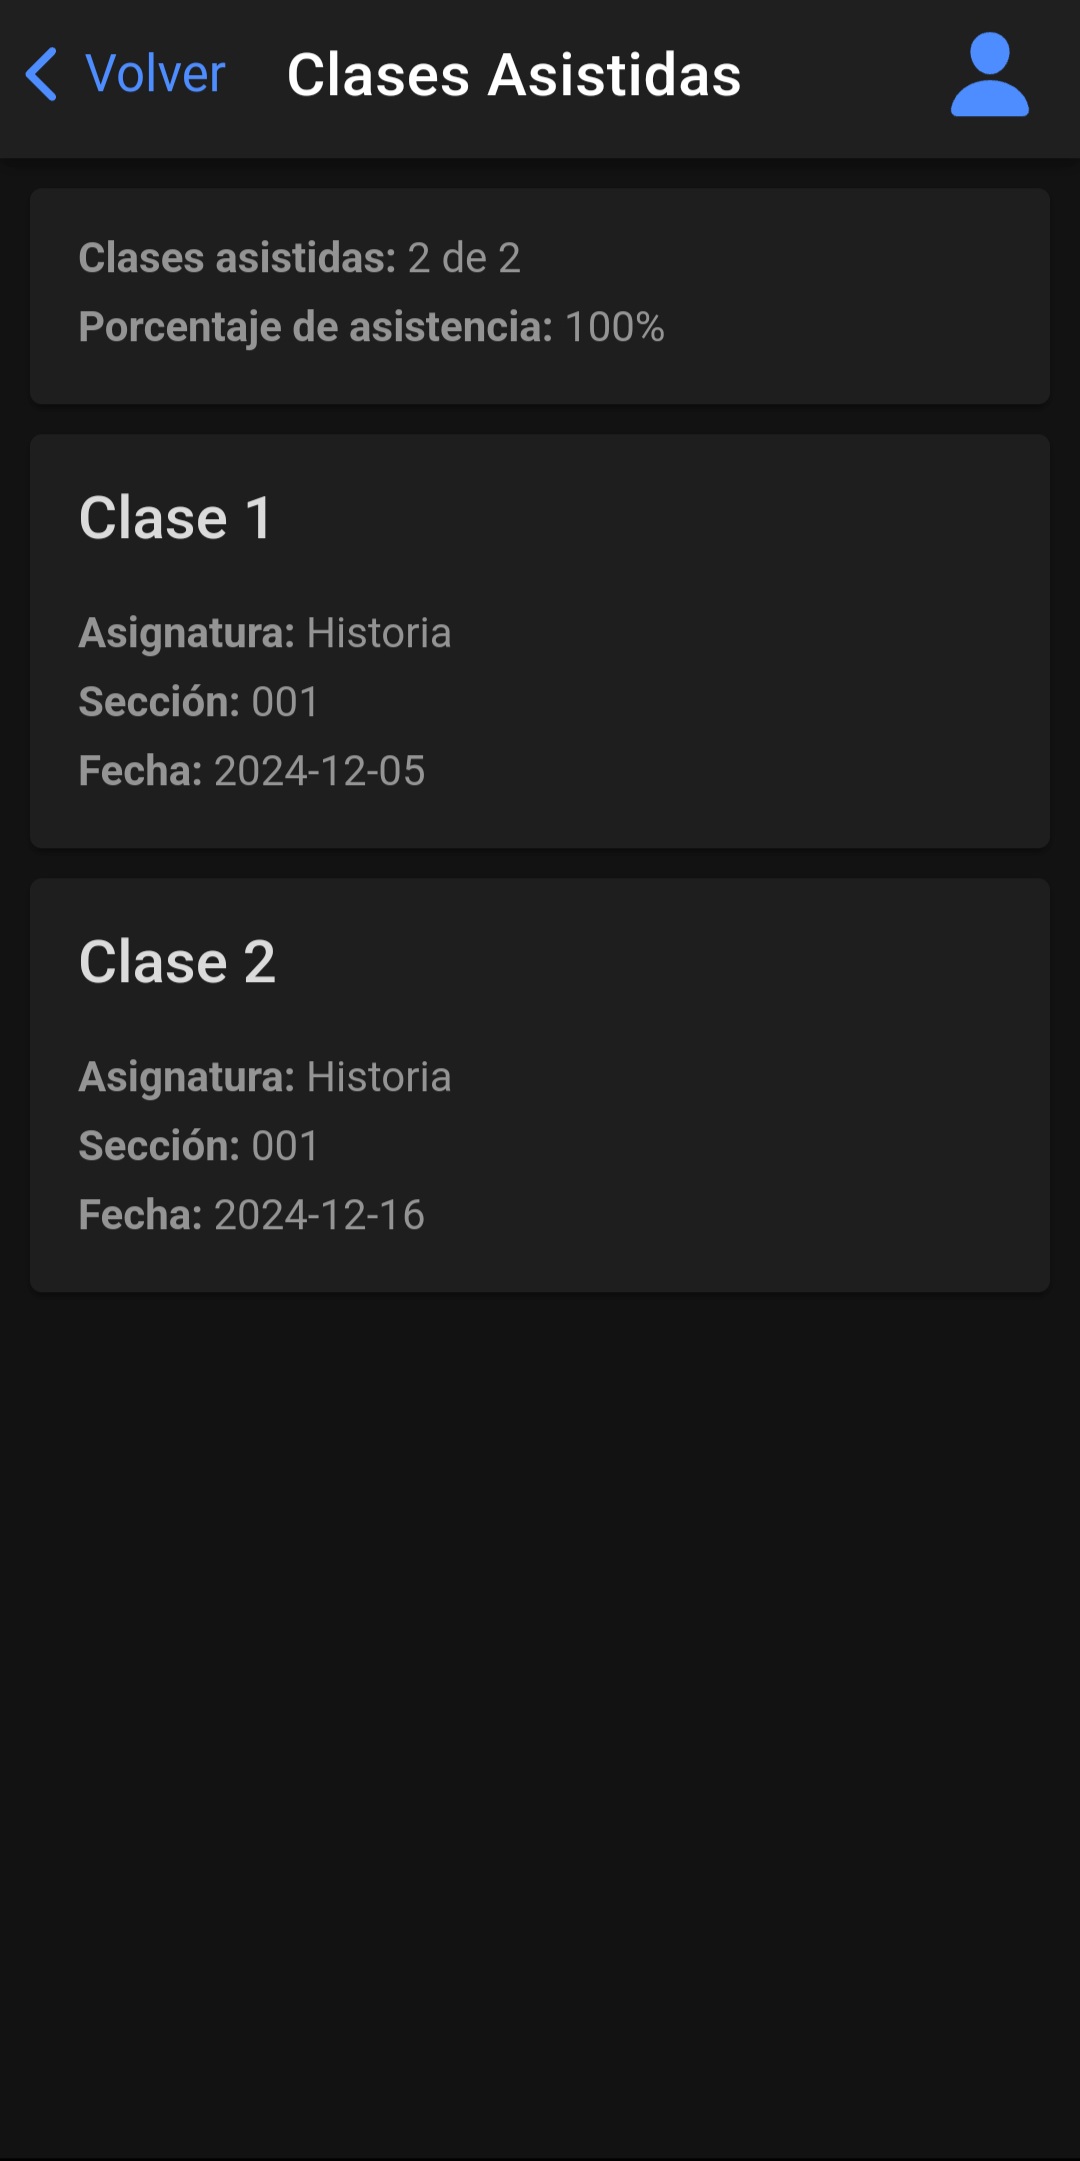 Volver
Clases Asistidas
Clases asistidas: 2 de 2
Porcentaje de asistencia: 100%
Clase 1
Asignatura: Historia
Sección: 001
Fecha: 2024-12-05
Clase 2
Asignatura: Historia
Sección: 001
Fecha: 2024-12-16